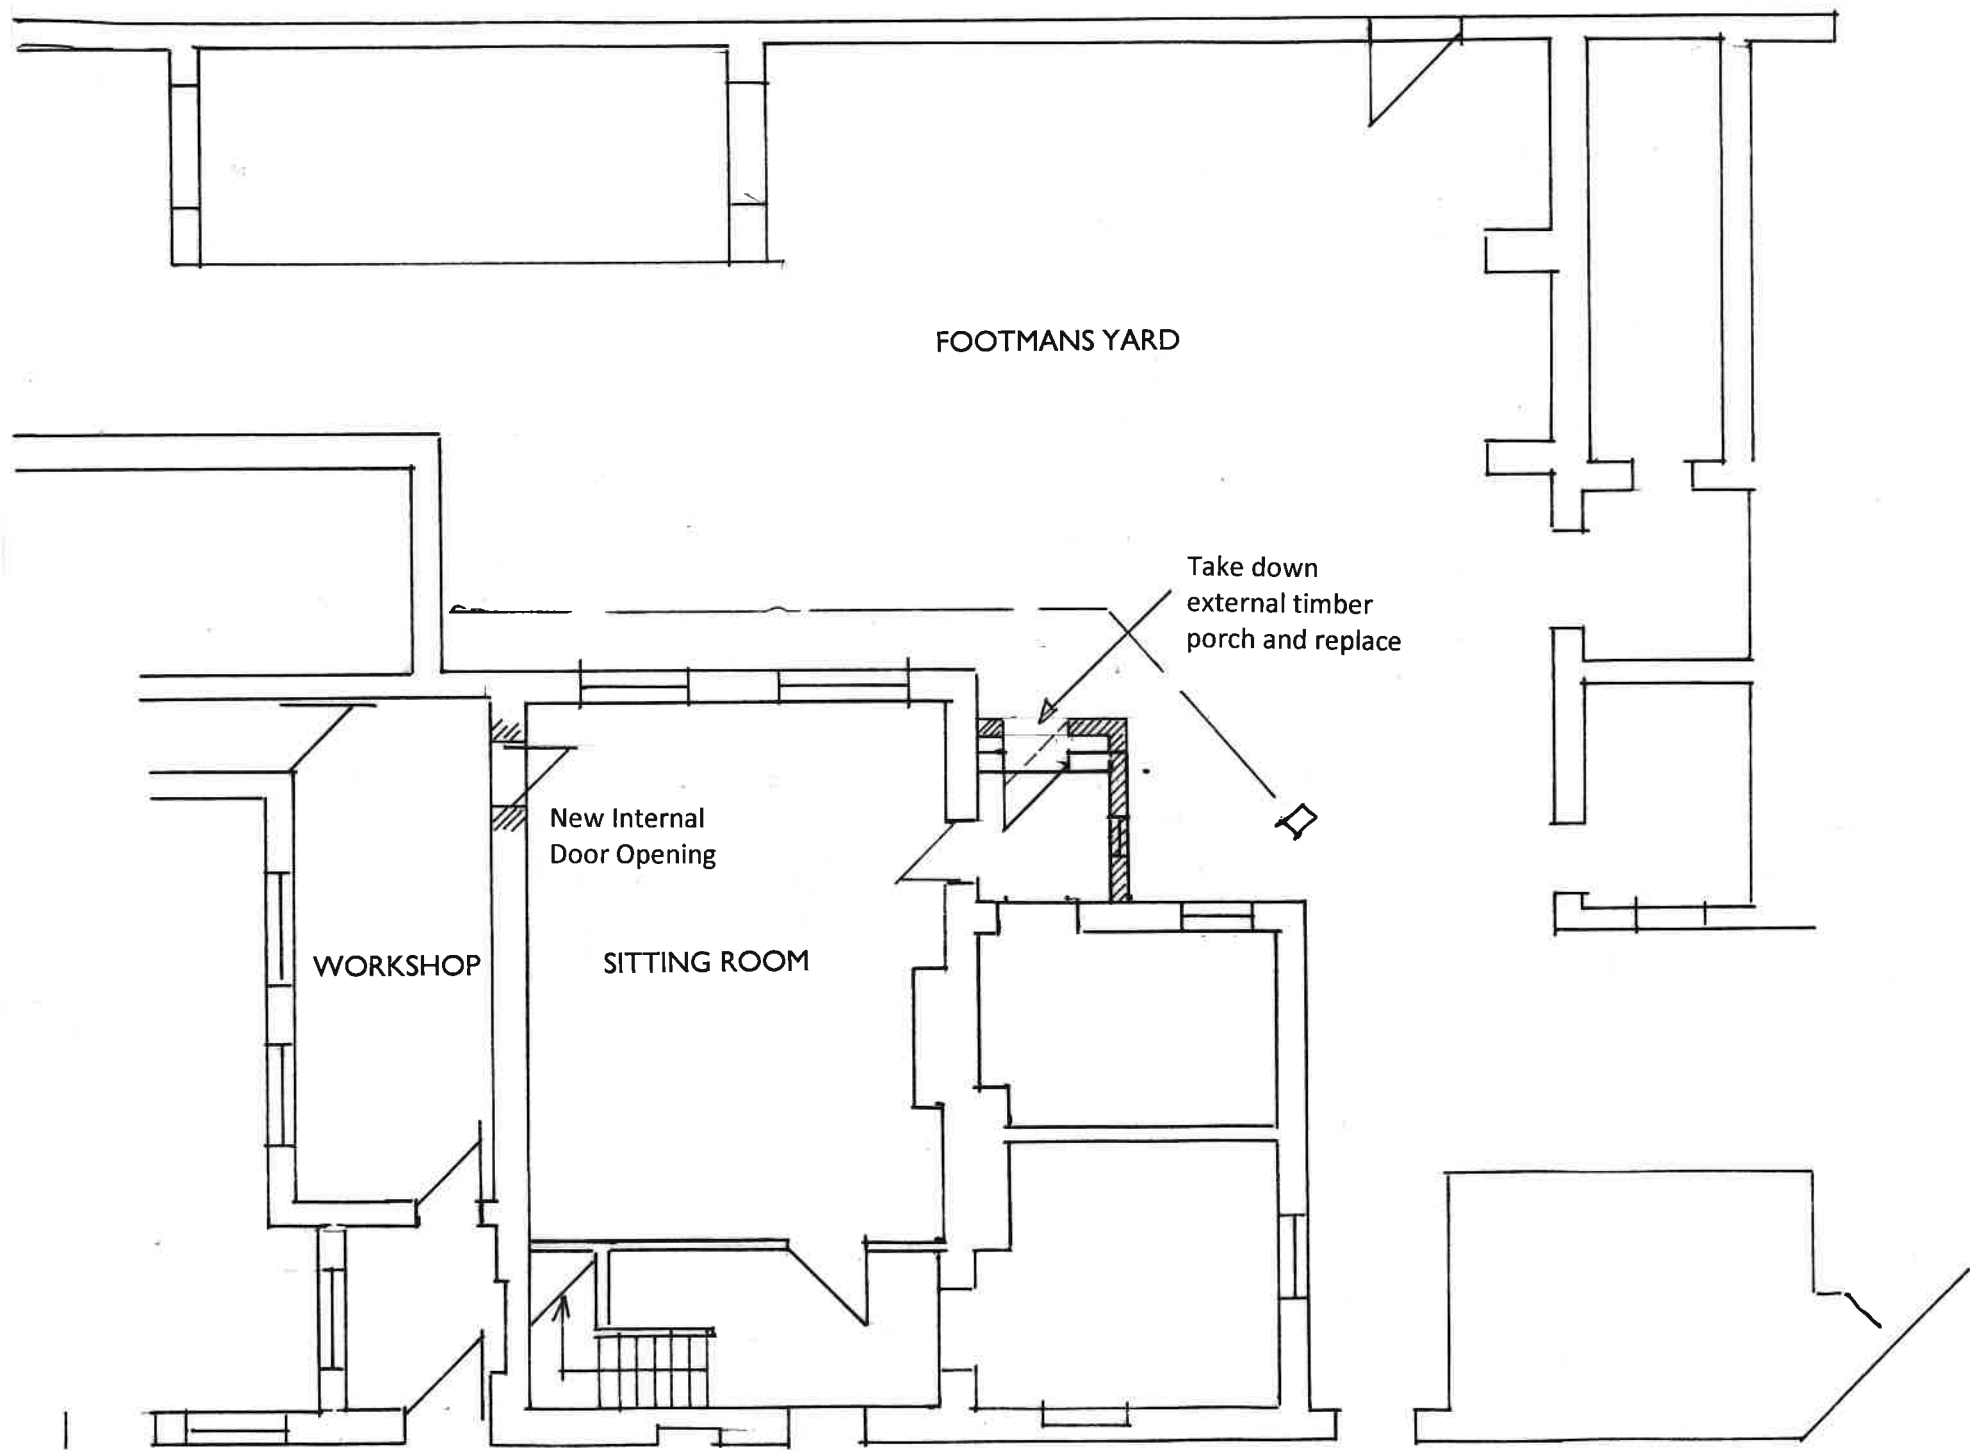 FOOTMANS YARD
Take down
external timber
porch and replace
New Internal
Door Opening
WORKSHOP
SITTING ROOM